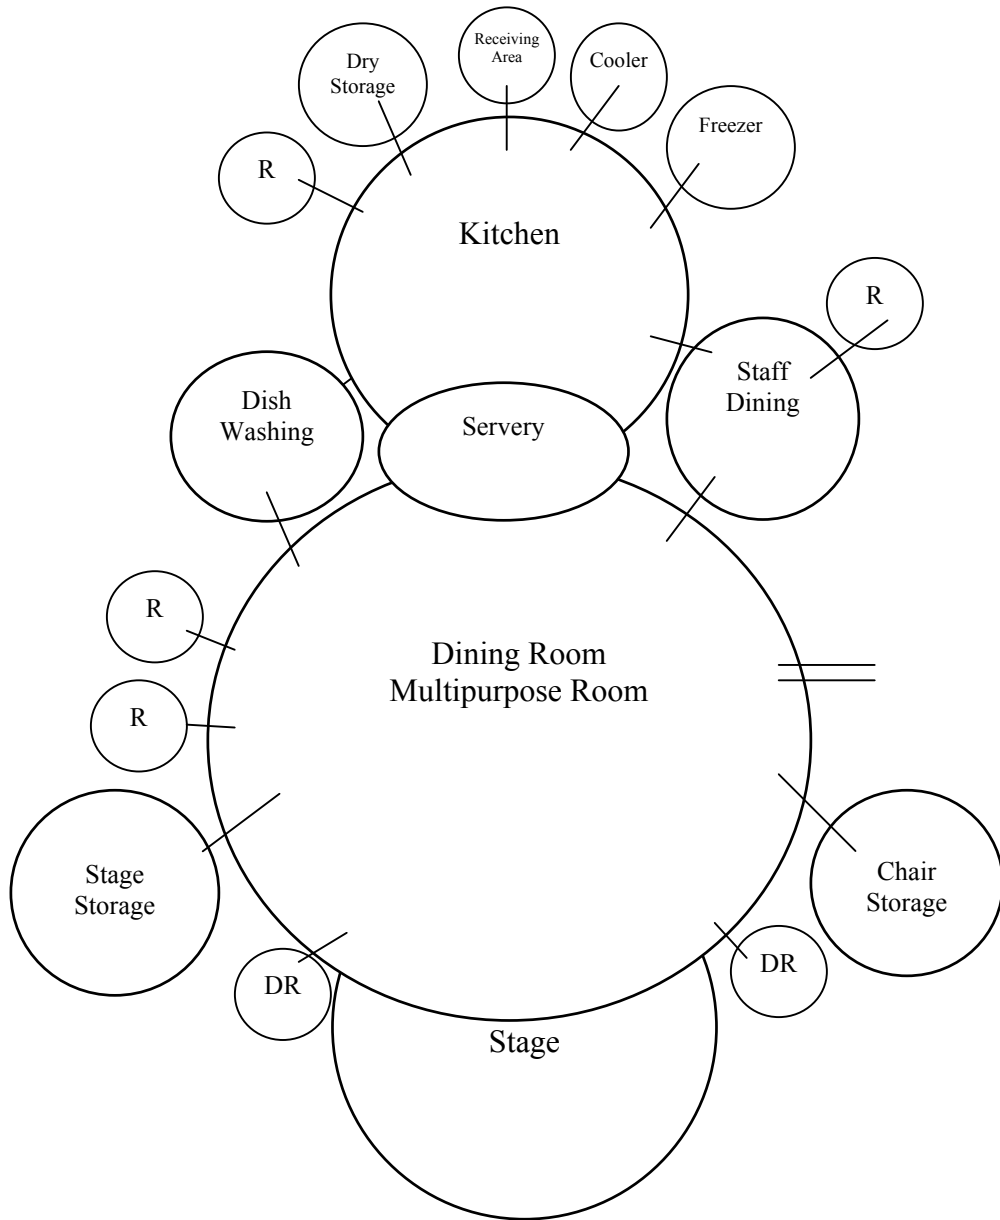 Receiving
Area
Cooler
Dry
Storage
Freezer
R
Kitchen
R
Staff
Dining
Dish
Washing
Servery
R
Dining Room
Multipurpose Room
R
Stage
Storage
Chair
Storage
DR
DR
Stage